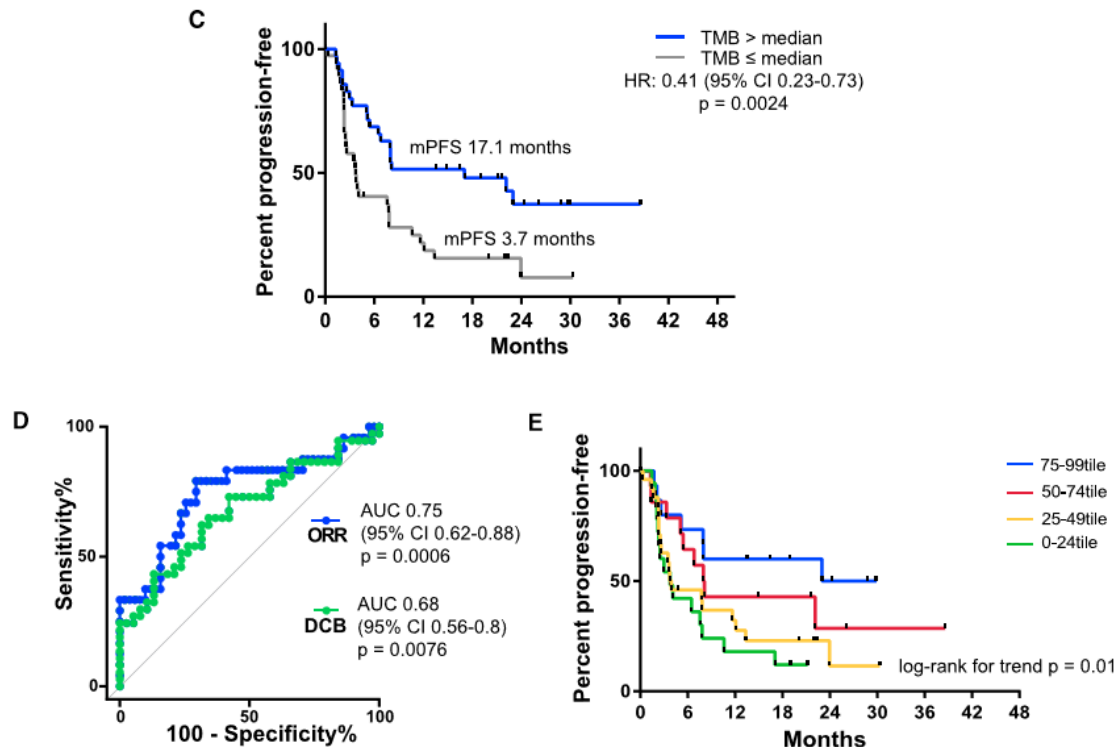 C
TMB > median
TMB ≤ median
HR: 0.41 (95% CI 0.23-0.73)
p = 0.0024
Percent progression-free
100
50
0
mPFS 17.1 months
mPFS 3.7 months
0 6 12 18 24 30 36 42 48
Months
D
Sensitivity%
100
50
0
AUC 0.75
ORR (95% CI 0.62-0.88)
p = 0.0006
AUC 0.68
DCB (95% CI 0.56-0.8)
p = 0.0076
0 50 100
100 - Specificity%
E
Percent progression-free
100
50
0
75-99tile
50-74tile
25-49tile
0-24tile
log-rank for trend p = 0.01
0 6 12 18 24 30 36 42 48
Months